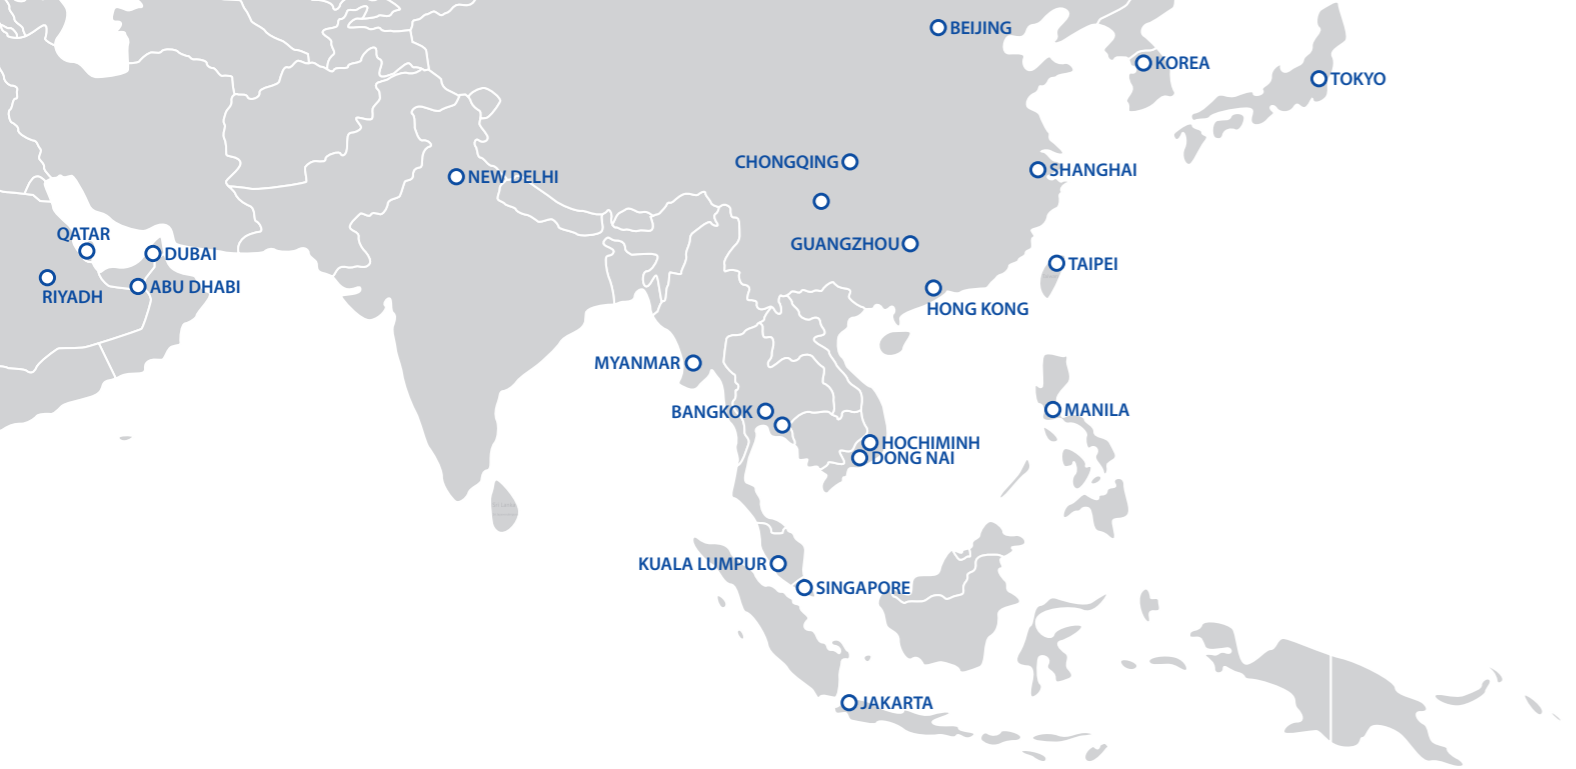 BEIJING
KOREA
TOKYO
CHONGQING
SHANGHAI
NEW DELHI
QATAR
GUANGZHOU
DUBAI
TAIPEI
ABU DHABI
RIYADH
HONG KONG
MYANMAR
BANGKOK
MANILA
HOCHIMINH
DONG NAI
KUALA LUMPUR
SINGAPORE
JAKARTA